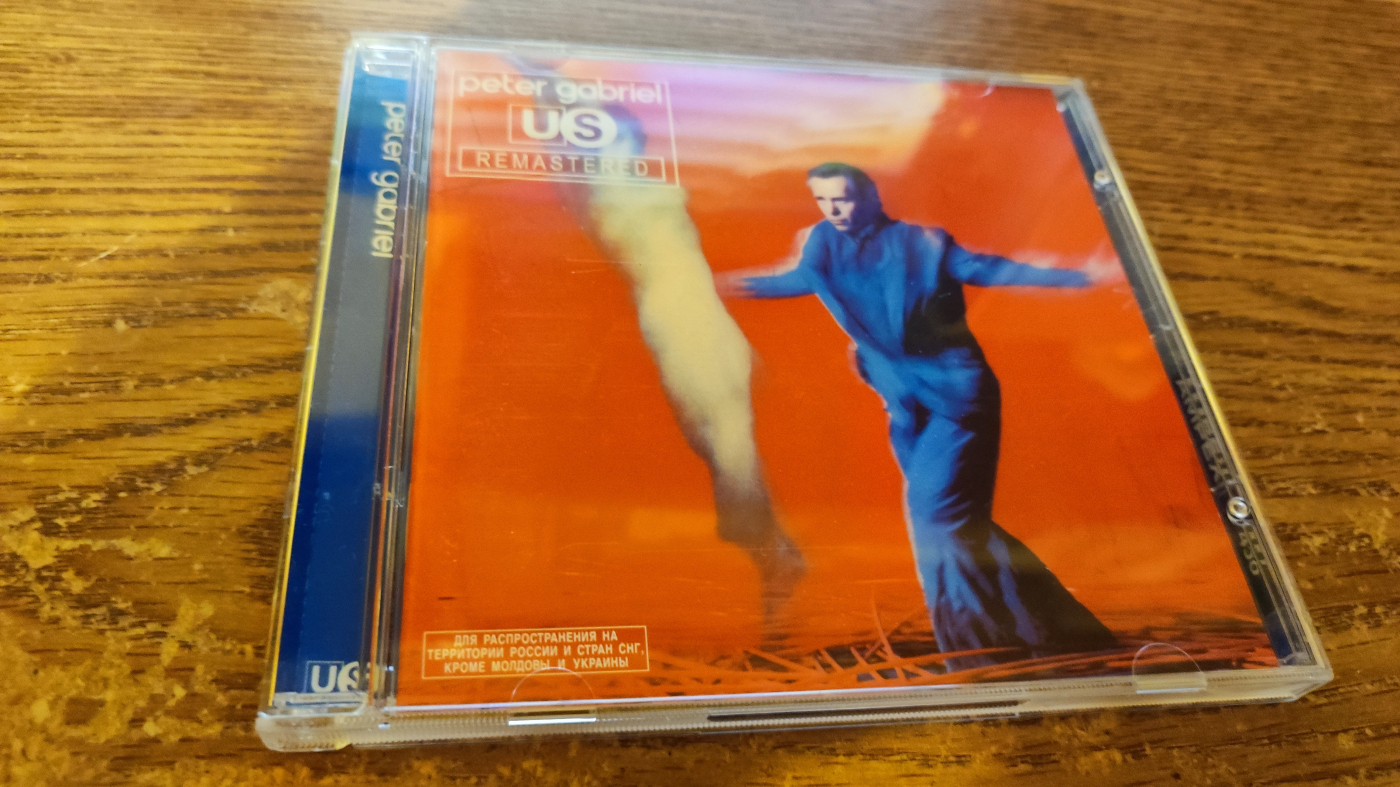 peter gabriel
US
REMASTERED
peter gabriel
US
ДЛЯ РАСПРОСТРАНЕНИЯ НА
ТЕРРИТОРИИ РОССИИ И СТРАН СНГ,
КРОМЕ МОЛДОВЫ И УКРАИНЫ